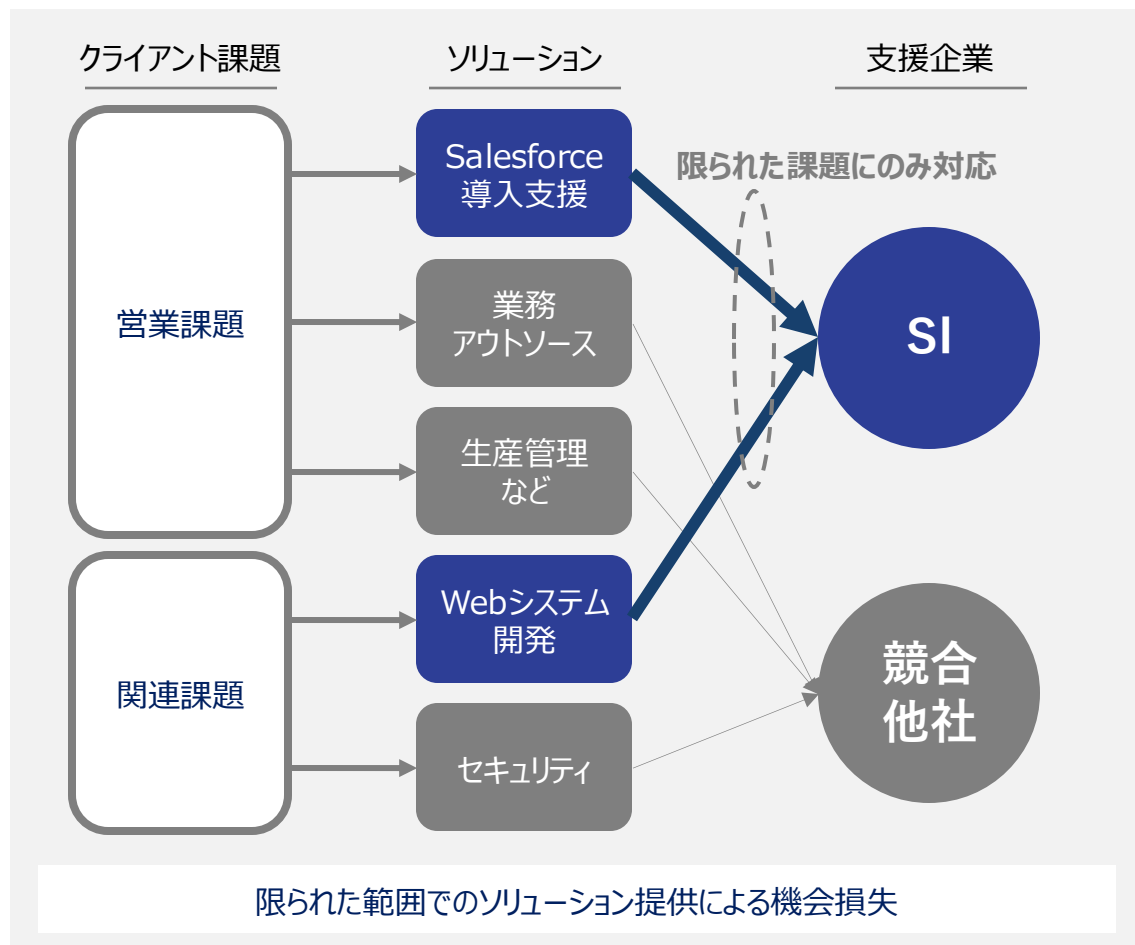 クライアント課題
ソリューション
支援企業
営業課題
関連課題
Salesforce
導入支援
業務
アウトソース
生産管理
など
Webシステム
開発
セキュリティ
限られた課題にのみ対応
SI
競合
他社
限られた範囲でのソリューション提供による機会損失